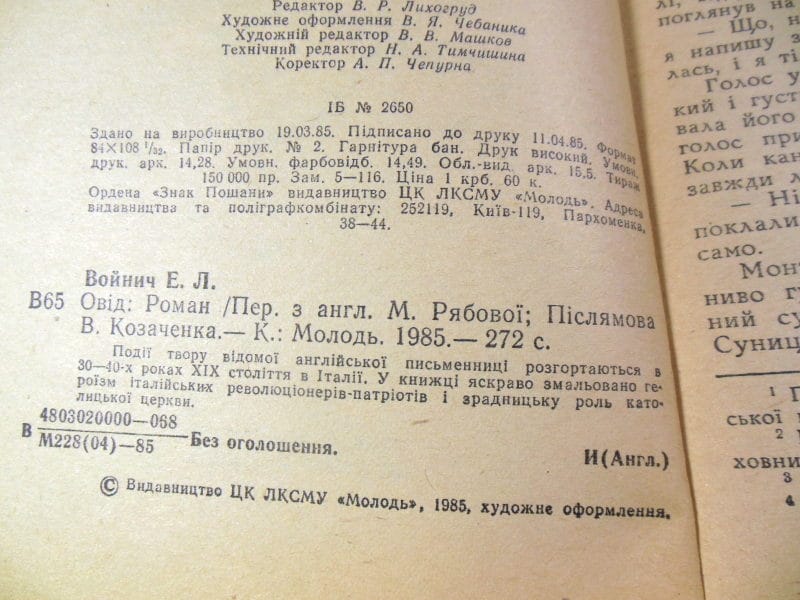 Редактор В. Р. Лихогруд
Художнє оформлення В. Я. Чебаника
Художній редактор В. В. Машков
Технічний редактор Н. А. Тимчишина
Коректор А. П. Чепурна
ІБ № 2650
Здано на виробництво 19.03.85. Підписано до друку 11.04.85. Формат
84×108 1/32. Папір друк. № 2. Гарнітура бан. Друк високий. Умовн.
друк. арк. 14,28. Умовн. фарбовідб. 14,49. Обл.-вид. арк. 15,5. Тираж
150 000 пр. Зам. 5—116. Ціна 1 крб. 60 к.
Ордена «Знак Пошани» видавництво ЦК ЛКСМУ «Молодь». Адреса
видавництва та поліграфкомбінату: 252119, Київ-119, Пархоменка,
38—44.
Войнич Е. Л.
В65 Овід: Роман /Пер. з англ. М. Рябової; Післямова
В. Козаченка.— К.: Молодь. 1985.— 272 с.
Події твору відомої англійської письменниці розгортаються в
30—40-х роках XIX століття в Італії. У книжці яскраво змальовано ге-
роїзм італійських революціонерів-патріотів і зрадницьку роль като-
лицької церкви.
В 4803020000—068
М228(04)—85 Без оголошення.
И(Англ.)
© Видавництво ЦК ЛКСМУ «Молодь», 1985, художнє оформлення.
поглянув на
— Що, н
я напишу з
лась, і я ті
Голос у
кий і густ
вала його
голос при
Коли кан
завжди л
— Ні
поклали
само.
Монт
ниво г
ний су
Суниц
1 П
ської
2
ховни
3
4